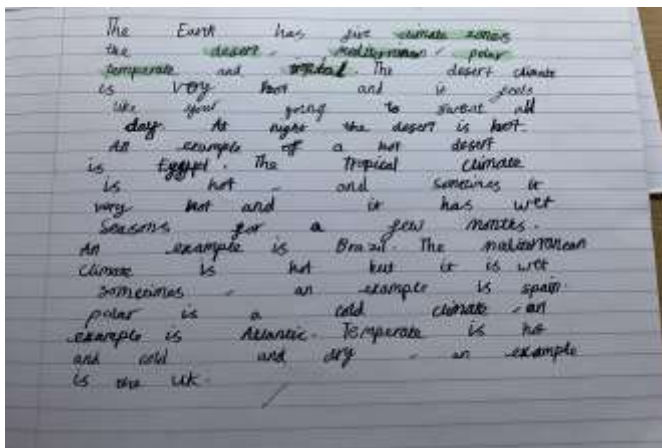 The Earth has five climate zones
the desert, mediterranean, polar
temperate and . The desert climate
is very hot and it feels
like your going to sweat all
day. At night the desert is hot.
An example of a hot desert
is Egypt. The Tropical climate
is hot and sometimes it
very hot and it has wet
seasons for a few months.
An example is Brazil. The
climate is hot but it is wet
sometimes, an example is spain.
polar is a cold climate, an
example is Atlantic. Temperate is hot
and cold and dry, an example
is the UK.